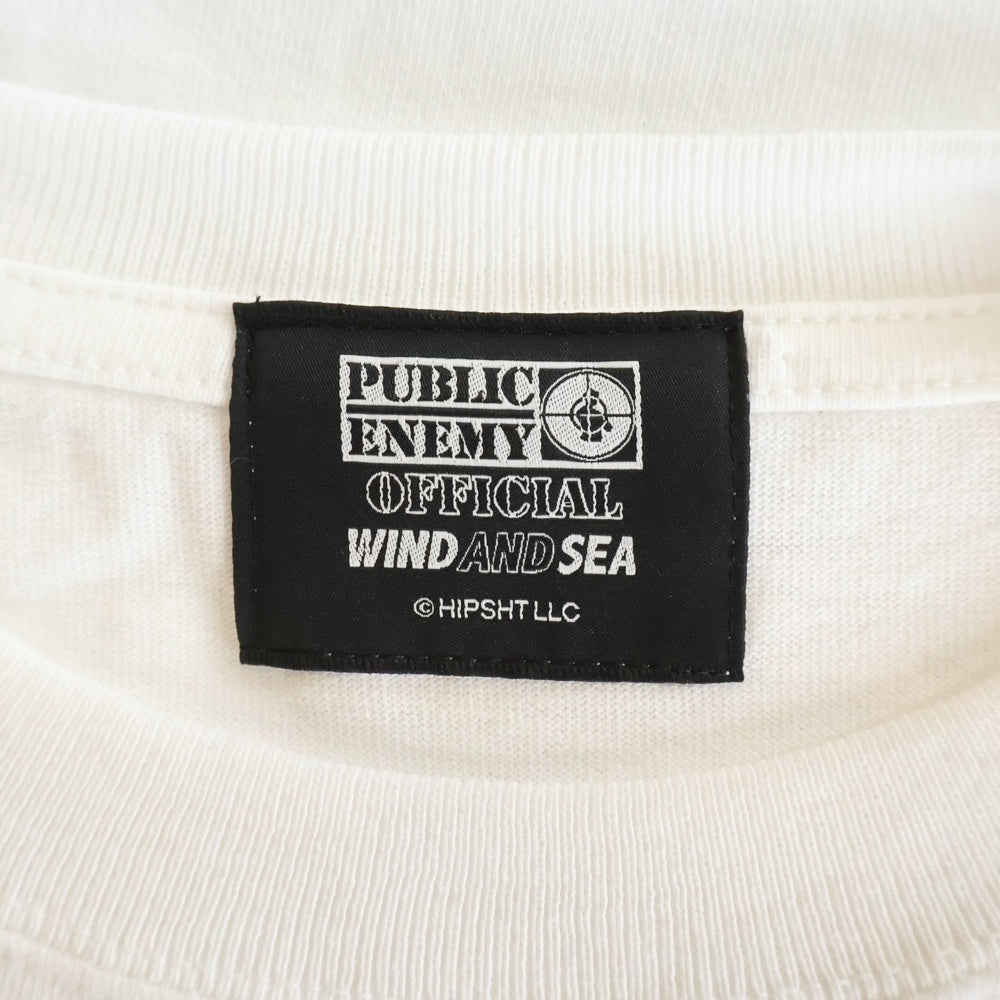 PUBLIC
ENEMY
OFFICIAL
WIND AND SEA
© HIPSHT LLC